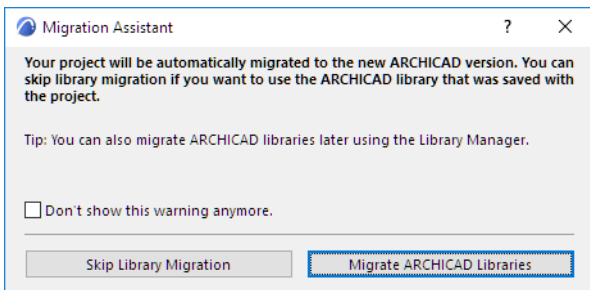 Migration Assistant ?
Your project will be automatically migrated to the new ARCHICAD version. You can
skip library migration if you want to use the ARCHICAD library that was saved with
the project.
Tip: You can also migrate ARCHICAD libraries later using the Library Manager.
Don't show this warning anymore.
Skip Library Migration
Migrate ARCHICAD Libraries